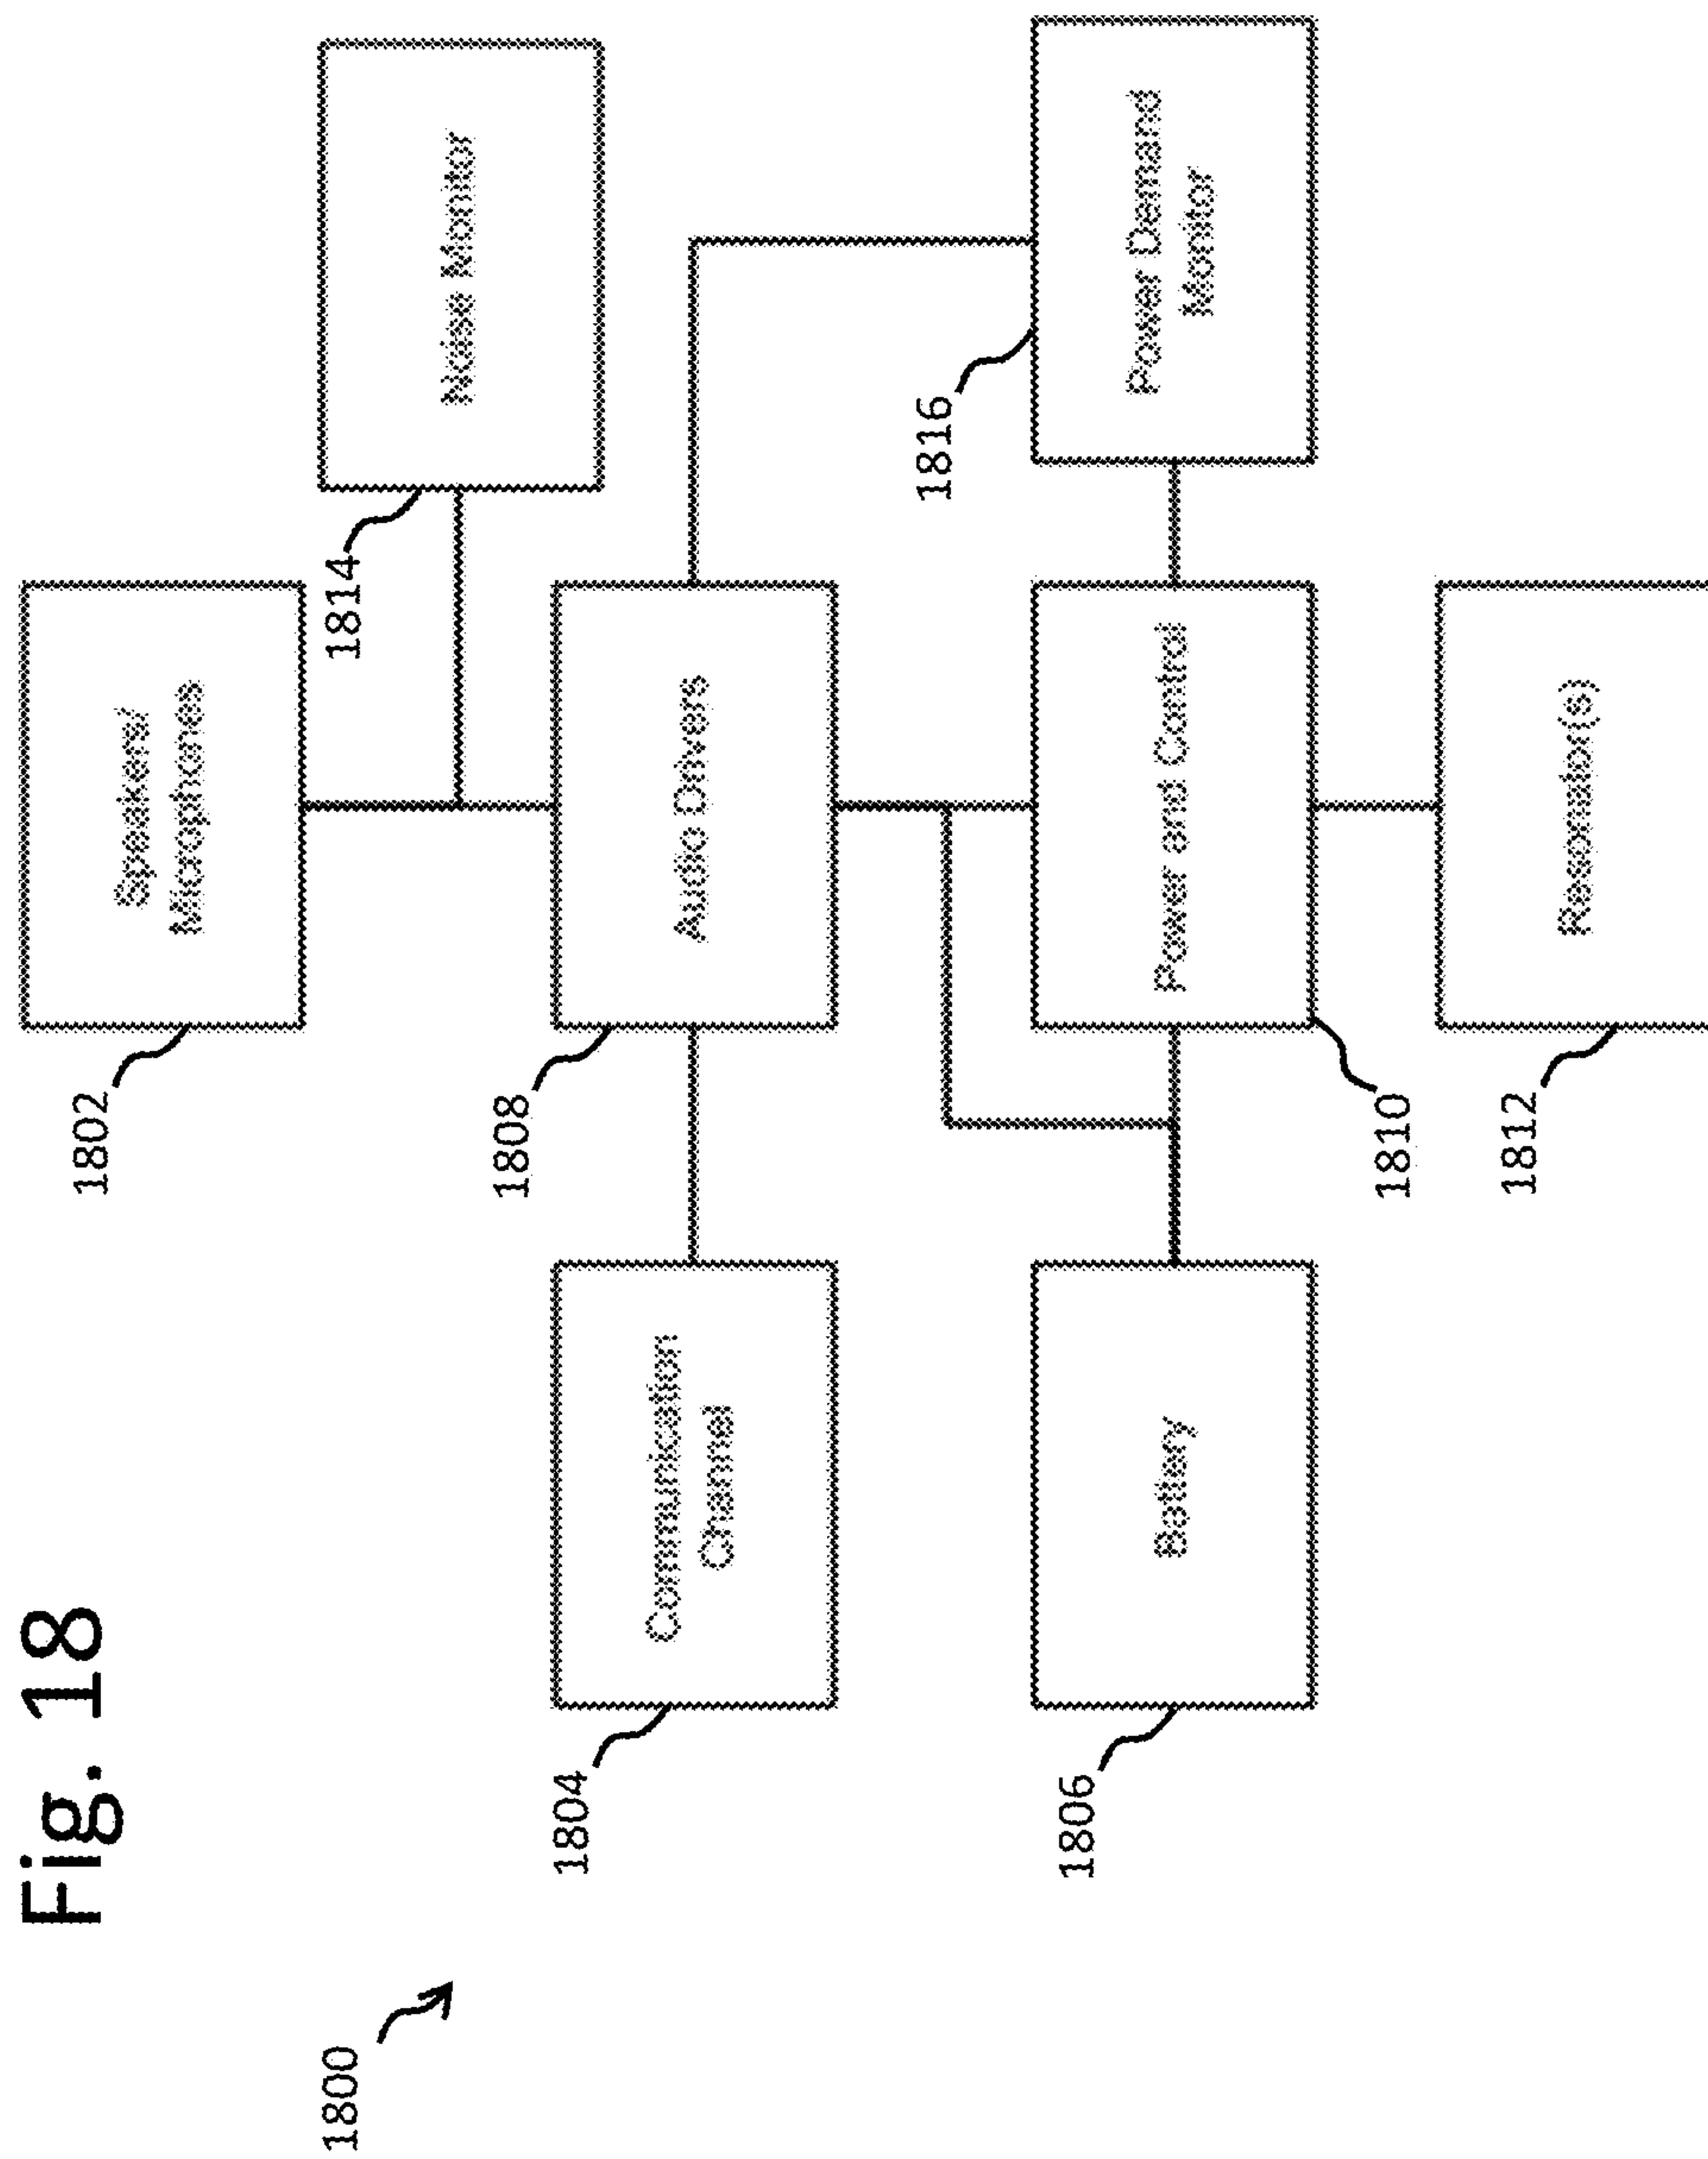 Fig. 18
1800
1802
Speakers/
Microphones
1814
Noise Monitor
1804
Communication
Channel
1808
Audio Drivers
1816
Power Demand
Monitor
1806
Battery
1810
Power and Control
1812
Resonator(s)